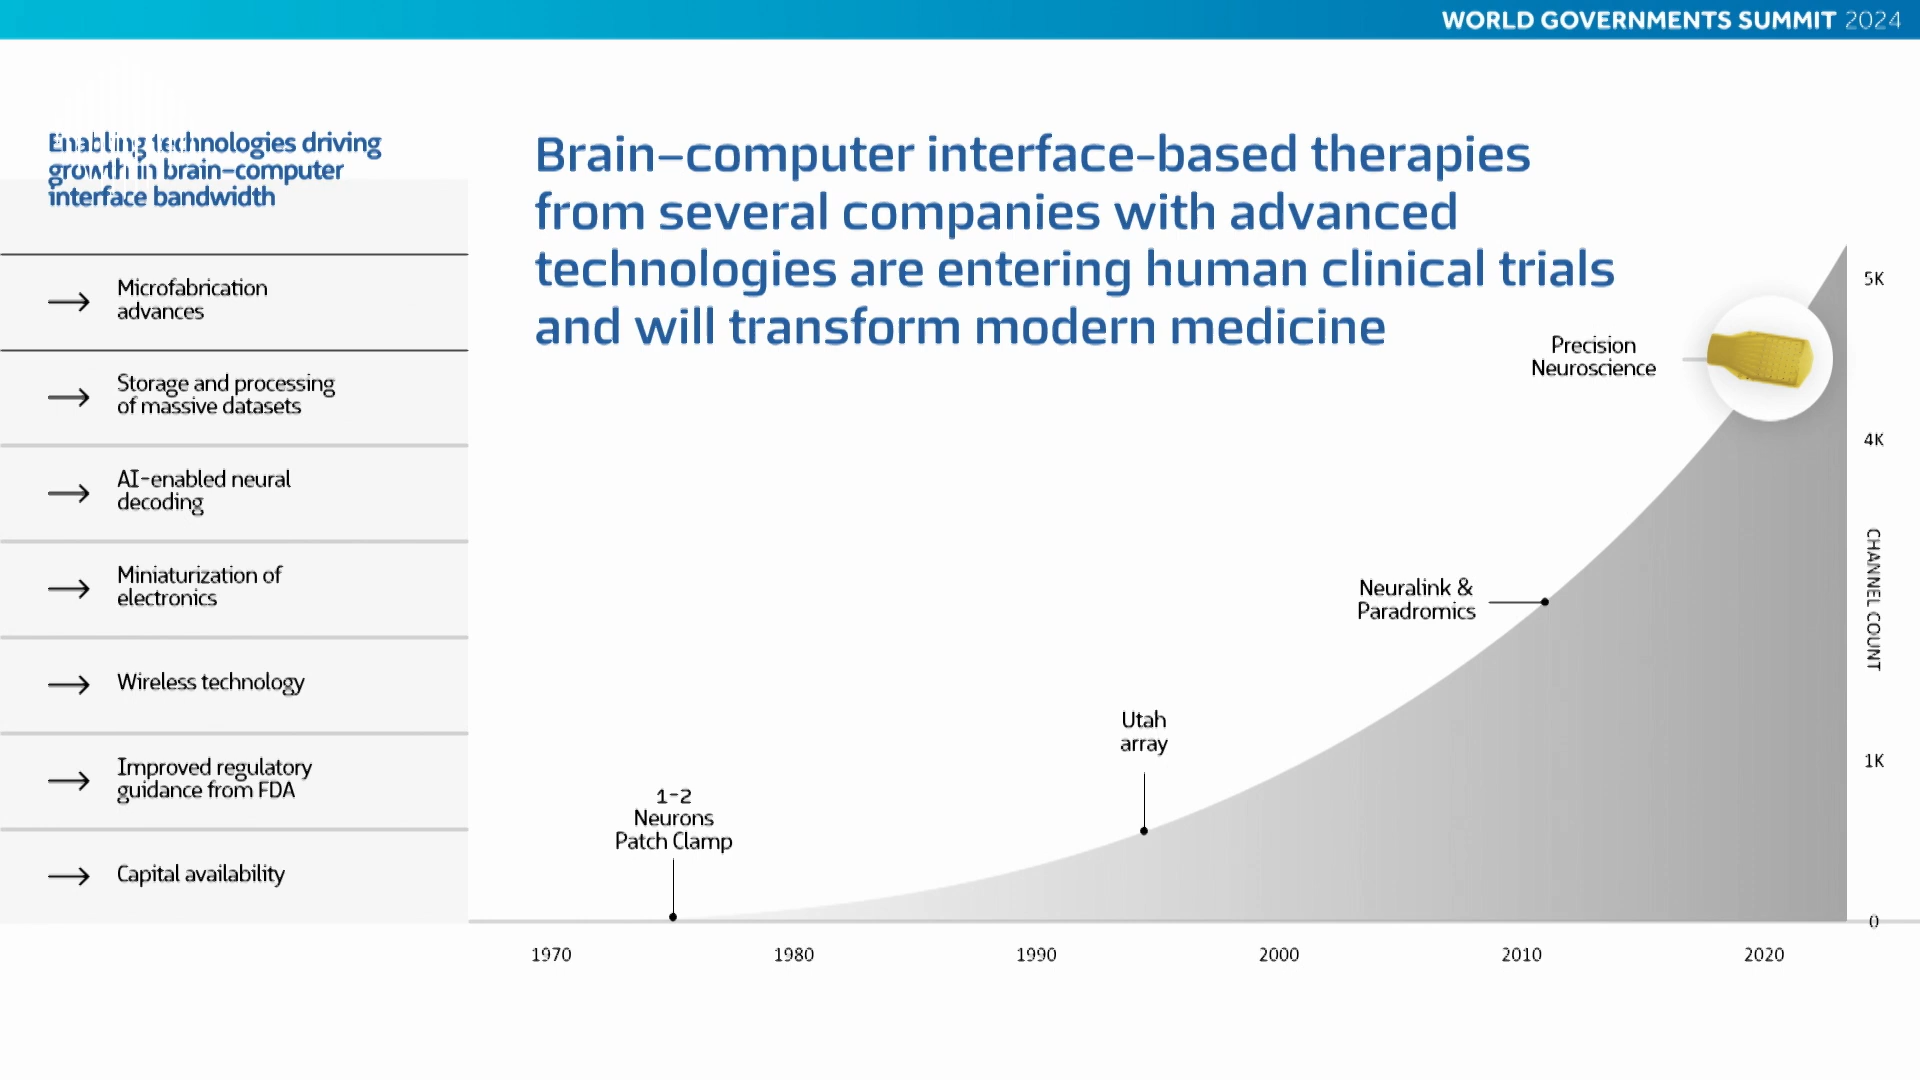 WORLD GOVERNMENTS SUMMIT 2024
Enabling technologies driving
growth in brain–computer
interface bandwidth
Microfabrication
advances
Storage and processing
of massive datasets
AI-enabled neural
decoding
Miniaturization of
electronics
Wireless technology
Improved regulatory
guidance from FDA
Capital availability
Brain–computer interface-based therapies
from several companies with advanced
technologies are entering human clinical trials
and will transform modern medicine
Precision
Neuroscience
Neuralink &
Paradromics
Utah
array
1-2
Neurons
Patch Clamp
5K
4K
CHANNEL COUNT
1K
0
1970
1980
1990
2000
2010
2020